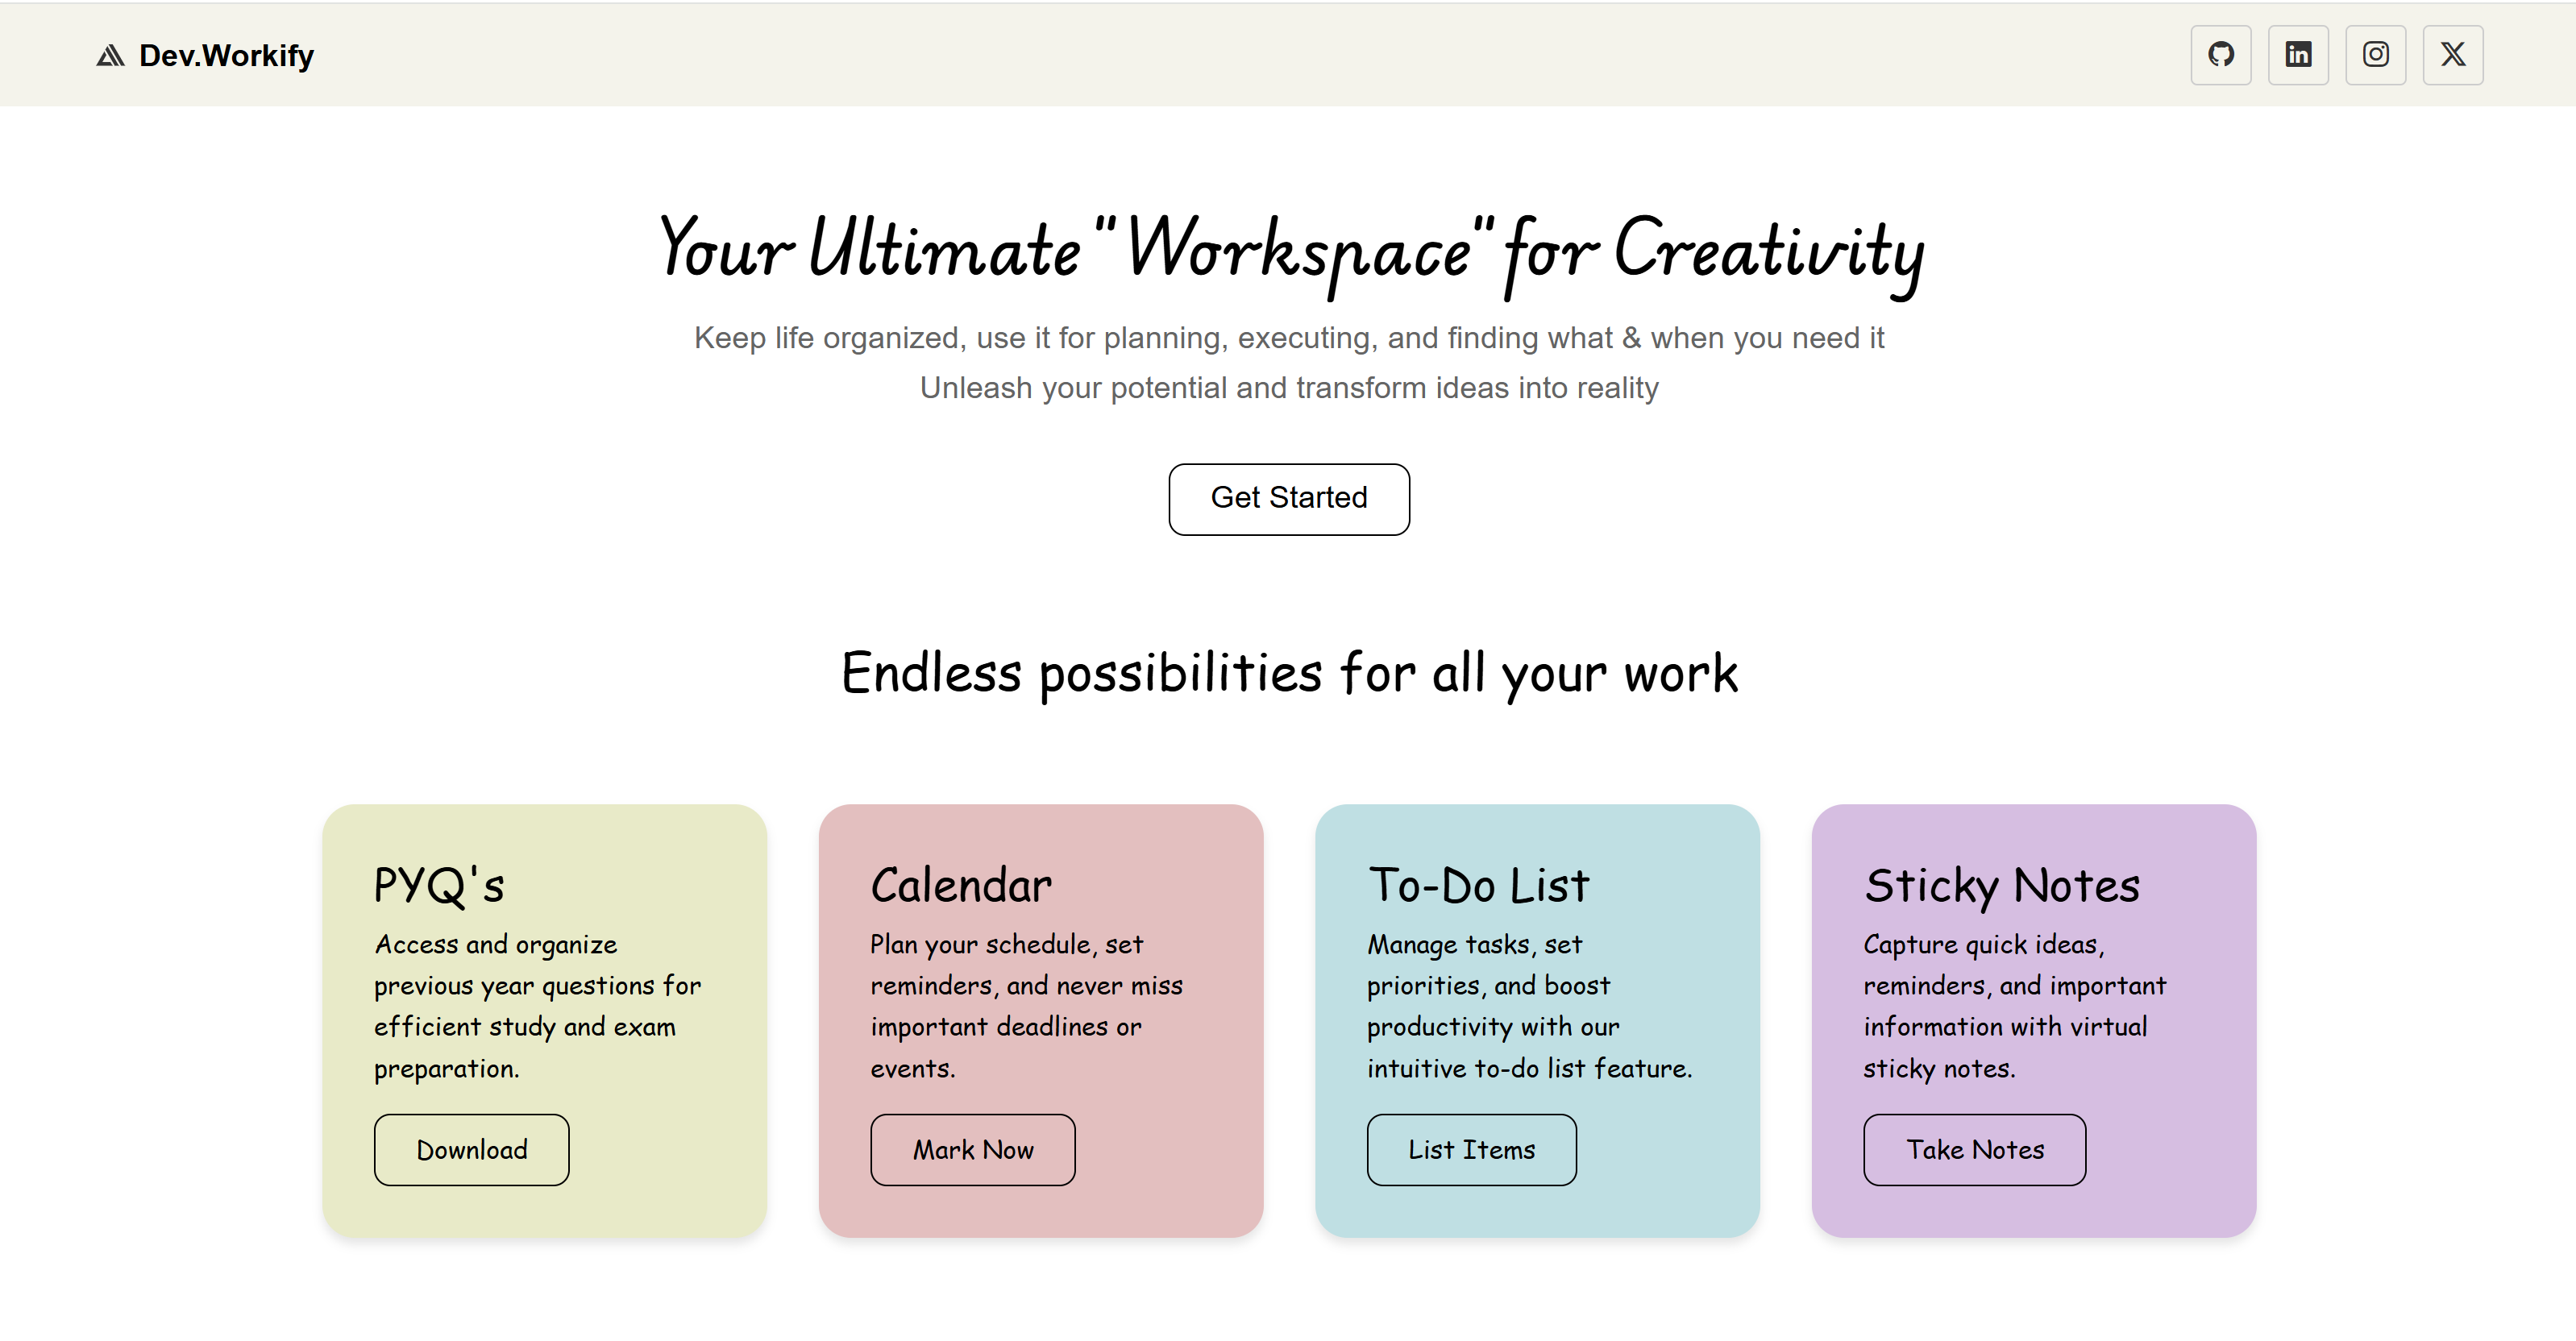 Dev.Workify
Your Ultimate "Workspace" for Creativity
Keep life organized, use it for planning, executing, and finding what & when you need it
Unleash your potential and transform ideas into reality
Get Started
Endless possibilities for all your work
PYQ's
Access and organize
previous year questions for
efficient study and exam
preparation.
Download
Calendar
Plan your schedule, set
reminders, and never miss
important deadlines or
events.
Mark Now
To-Do List
Manage tasks, set
priorities, and boost
productivity with our
intuitive to-do list feature.
List Items
Sticky Notes
Capture quick ideas,
reminders, and important
information with virtual
sticky notes.
Take Notes